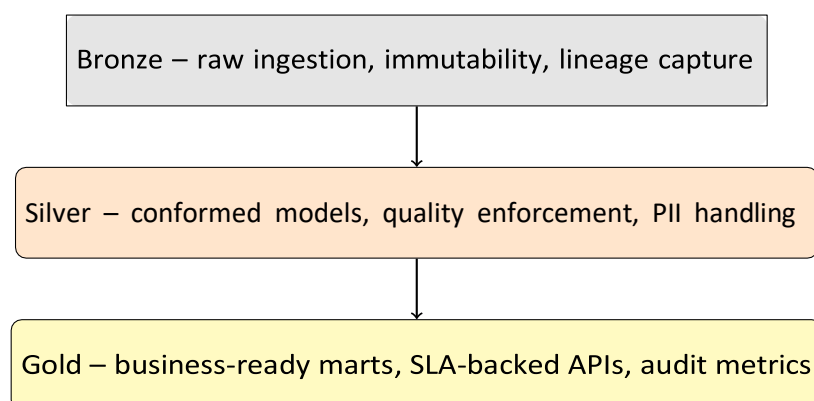 Bronze – raw ingestion, immutability, lineage capture
Silver – conformed models, quality enforcement, PII handling
Gold – business-ready marts, SLA-backed APIs, audit metrics